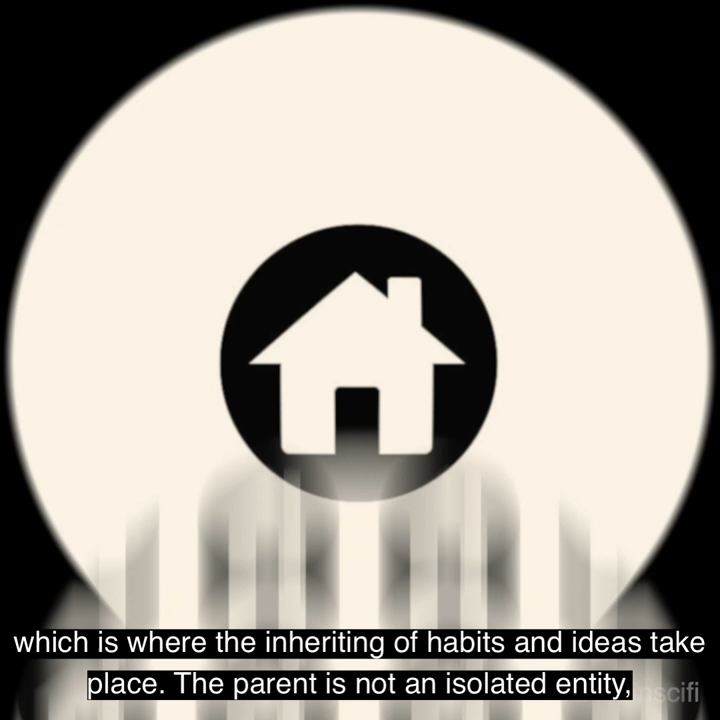 which is where the inheriting of habits and ideas take
place. The parent is not an isolated entity,